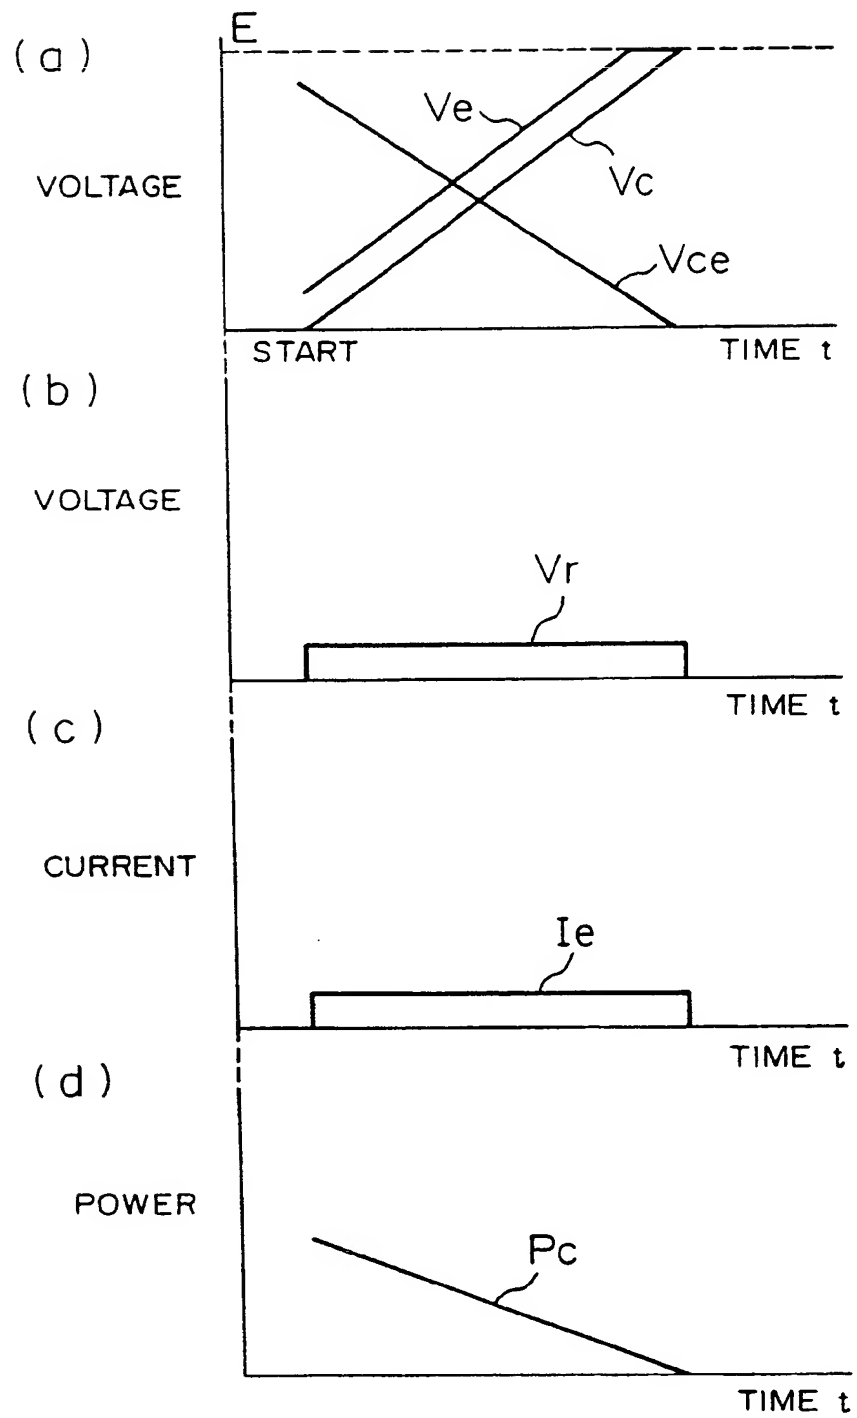 E
(a)
Ve
VOLTAGE
Vc
Vce
START
TIME t
(b)
VOLTAGE
Vr
TIME t
(c)
CURRENT
Ie
TIME t
(d)
POWER
Pc
TIME t